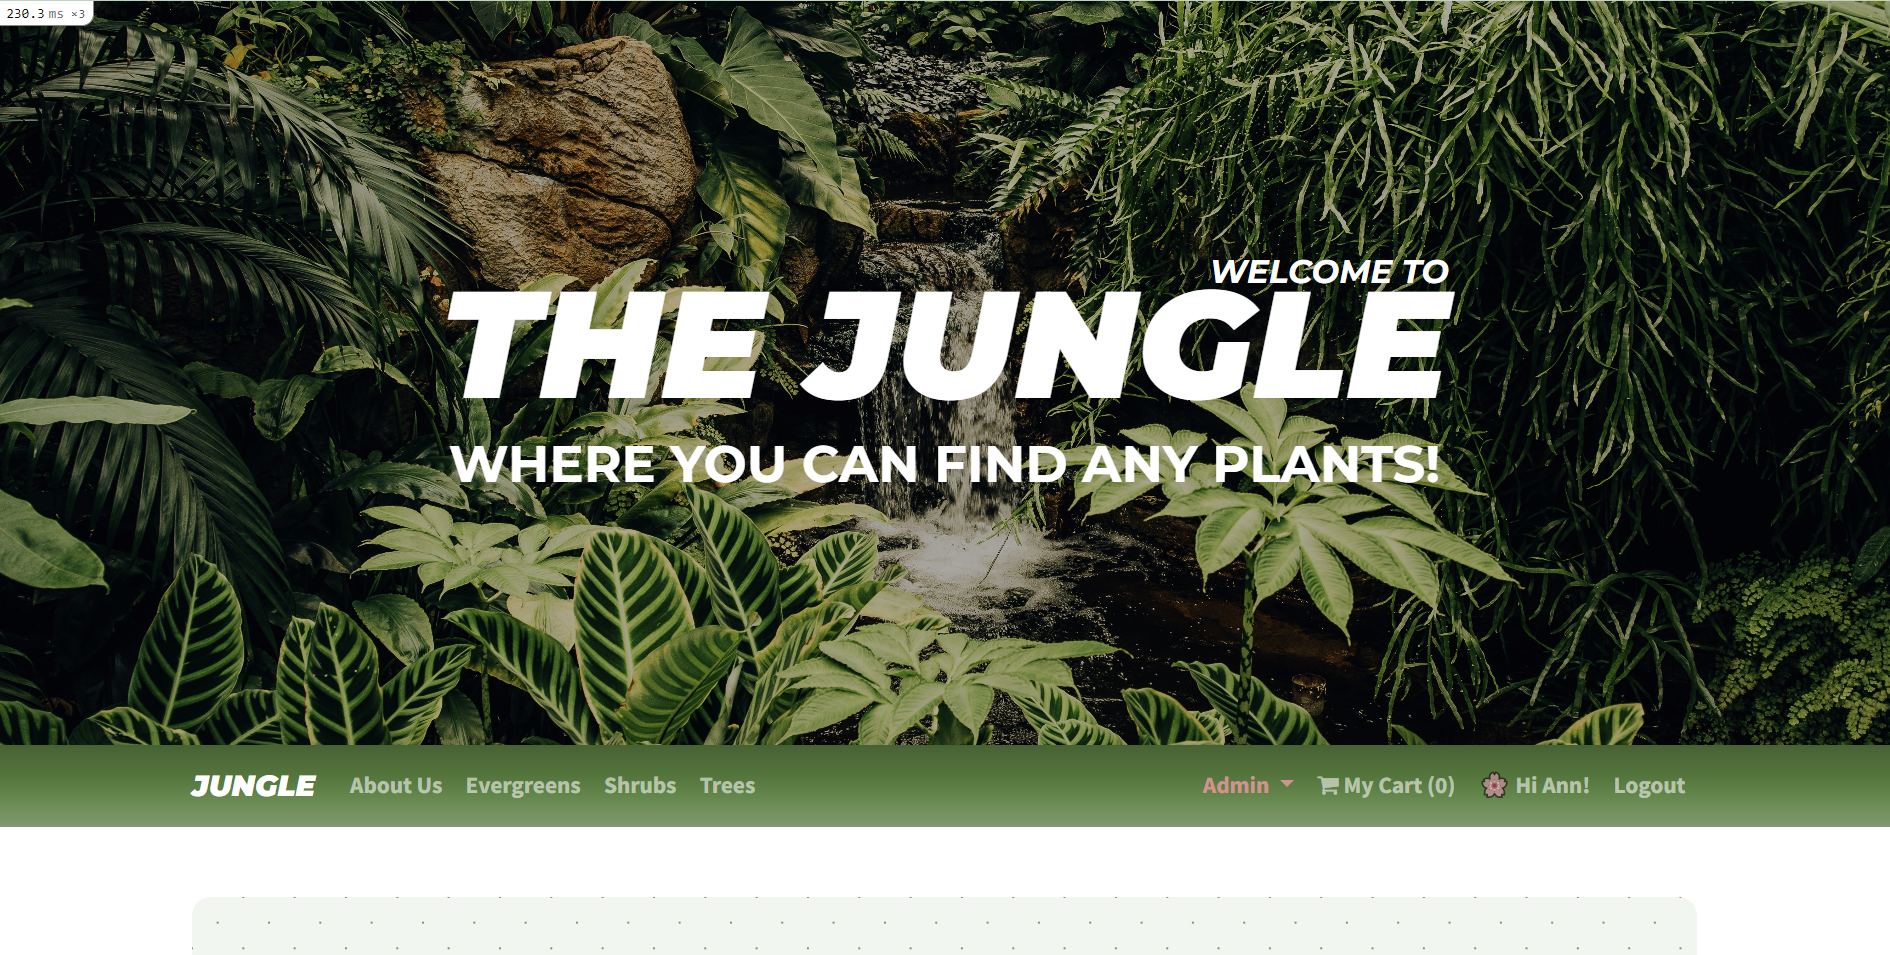 230.3 ms ×3
WELCOME TO
THE JUNGLE
WHERE YOU CAN FIND ANY PLANTS!
JUNGLE About Us Evergreens Shrubs Trees Admin My Cart (0) Hi Ann! Logout